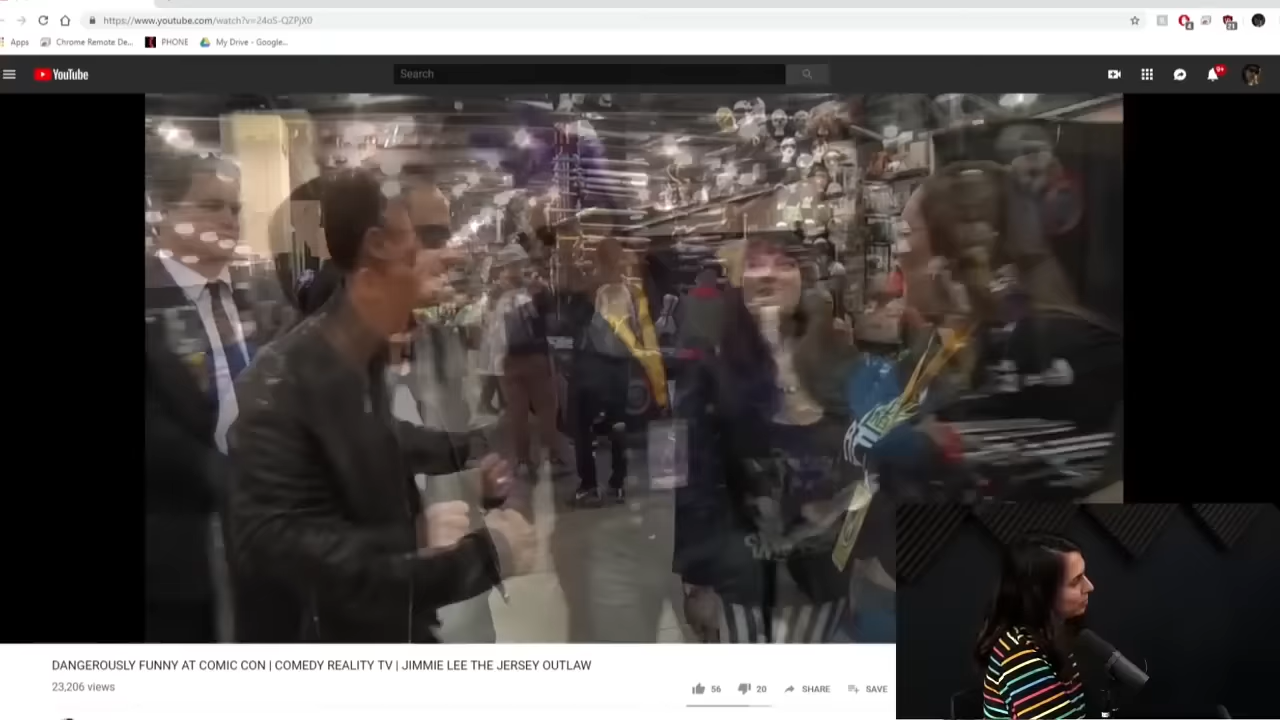 https://www.youtube.com/watch?v=24oS-QZPjX0
Apps
Chrome Remote De...
PHONE
My Drive - Google...
YouTube
Search
9+
DANGEROUSLY FUNNY AT COMIC CON | COMEDY REALITY TV | JIMMIE LEE THE JERSEY OUTLAW
23,206 views
56
20
SHARE
SAVE